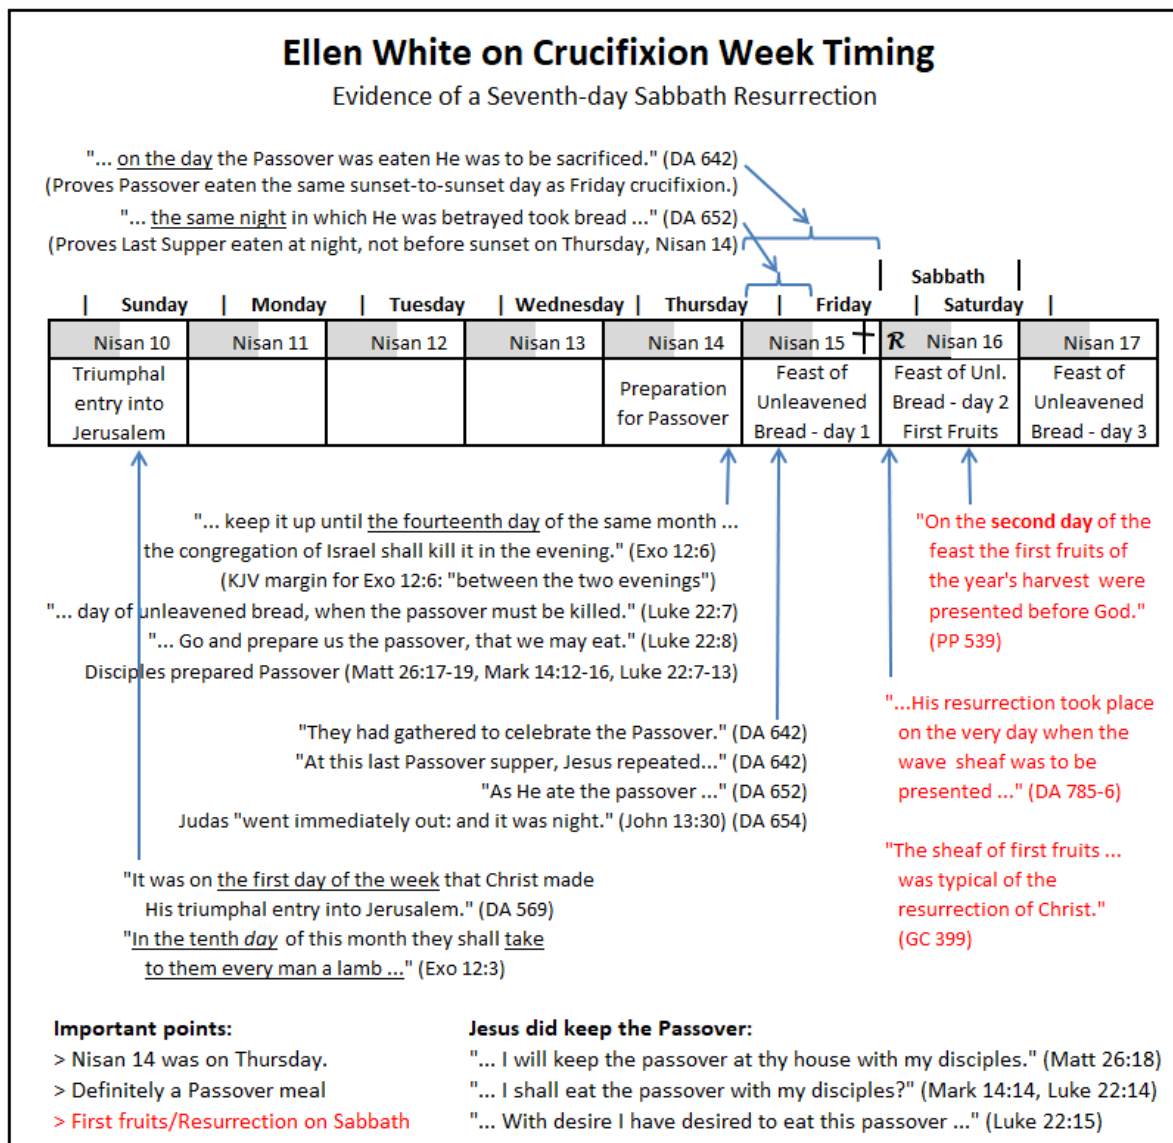 Ellen White on Crucifixion Week Timing
Evidence of a Seventh-day Sabbath Resurrection
"... on the day the Passover was eaten He was to be sacrificed." (DA 642)
(Proves Passover eaten the same sunset-to-sunset day as Friday crucifixion.)
"... the same night in which He was betrayed took bread ..." (DA 652)
(Proves Last Supper eaten at night, not before sunset on Thursday, Nisan 14)
| Sabbath |
| Sunday | Monday | Tuesday | Wednesday | Thursday | Friday | Saturday |
Nisan 10 Nisan 11 Nisan 12 Nisan 13 Nisan 14 Nisan 15 R Nisan 16 Nisan 17
Triumphal
entry into
Jerusalem
Preparation
for Passover
Feast of
Unleavened
Bread - day 1
Feast of Unl.
Bread - day 2
First Fruits
Feast of
Unleavened
Bread - day 3
"... keep it up until the fourteenth day of the same month ...
the congregation of Israel shall kill it in the evening." (Exo 12:6)
(KJV margin for Exo 12:6: "between the two evenings")
"... day of unleavened bread, when the passover must be killed." (Luke 22:7)
"... Go and prepare us the passover, that we may eat." (Luke 22:8)
Disciples prepared Passover (Matt 26:17-19, Mark 14:12-16, Luke 22:7-13)
"They had gathered to celebrate the Passover." (DA 642)
"At this last Passover supper, Jesus repeated..." (DA 642)
"As He ate the passover ..." (DA 652)
Judas "went immediately out: and it was night." (John 13:30) (DA 654)
"It was on the first day of the week that Christ made
His triumphal entry into Jerusalem." (DA 569)
"In the tenth day of this month they shall take
to them every man a lamb ..." (Exo 12:3)
"On the second day of the
feast the first fruits of
the year's harvest were
presented before God."
(PP 539)
"...His resurrection took place
on the very day when the
wave sheaf was to be
presented ..." (DA 785-6)
"The sheaf of first fruits ...
was typical of the
resurrection of Christ."
(GC 399)
Important points:
> Nisan 14 was on Thursday.
> Definitely a Passover meal
> First fruits/Resurrection on Sabbath
Jesus did keep the Passover:
"... I will keep the passover at thy house with my disciples." (Matt 26:18)
"... I shall eat the passover with my disciples?" (Mark 14:14, Luke 22:14)
"... With desire I have desired to eat this passover ..." (Luke 22:15)